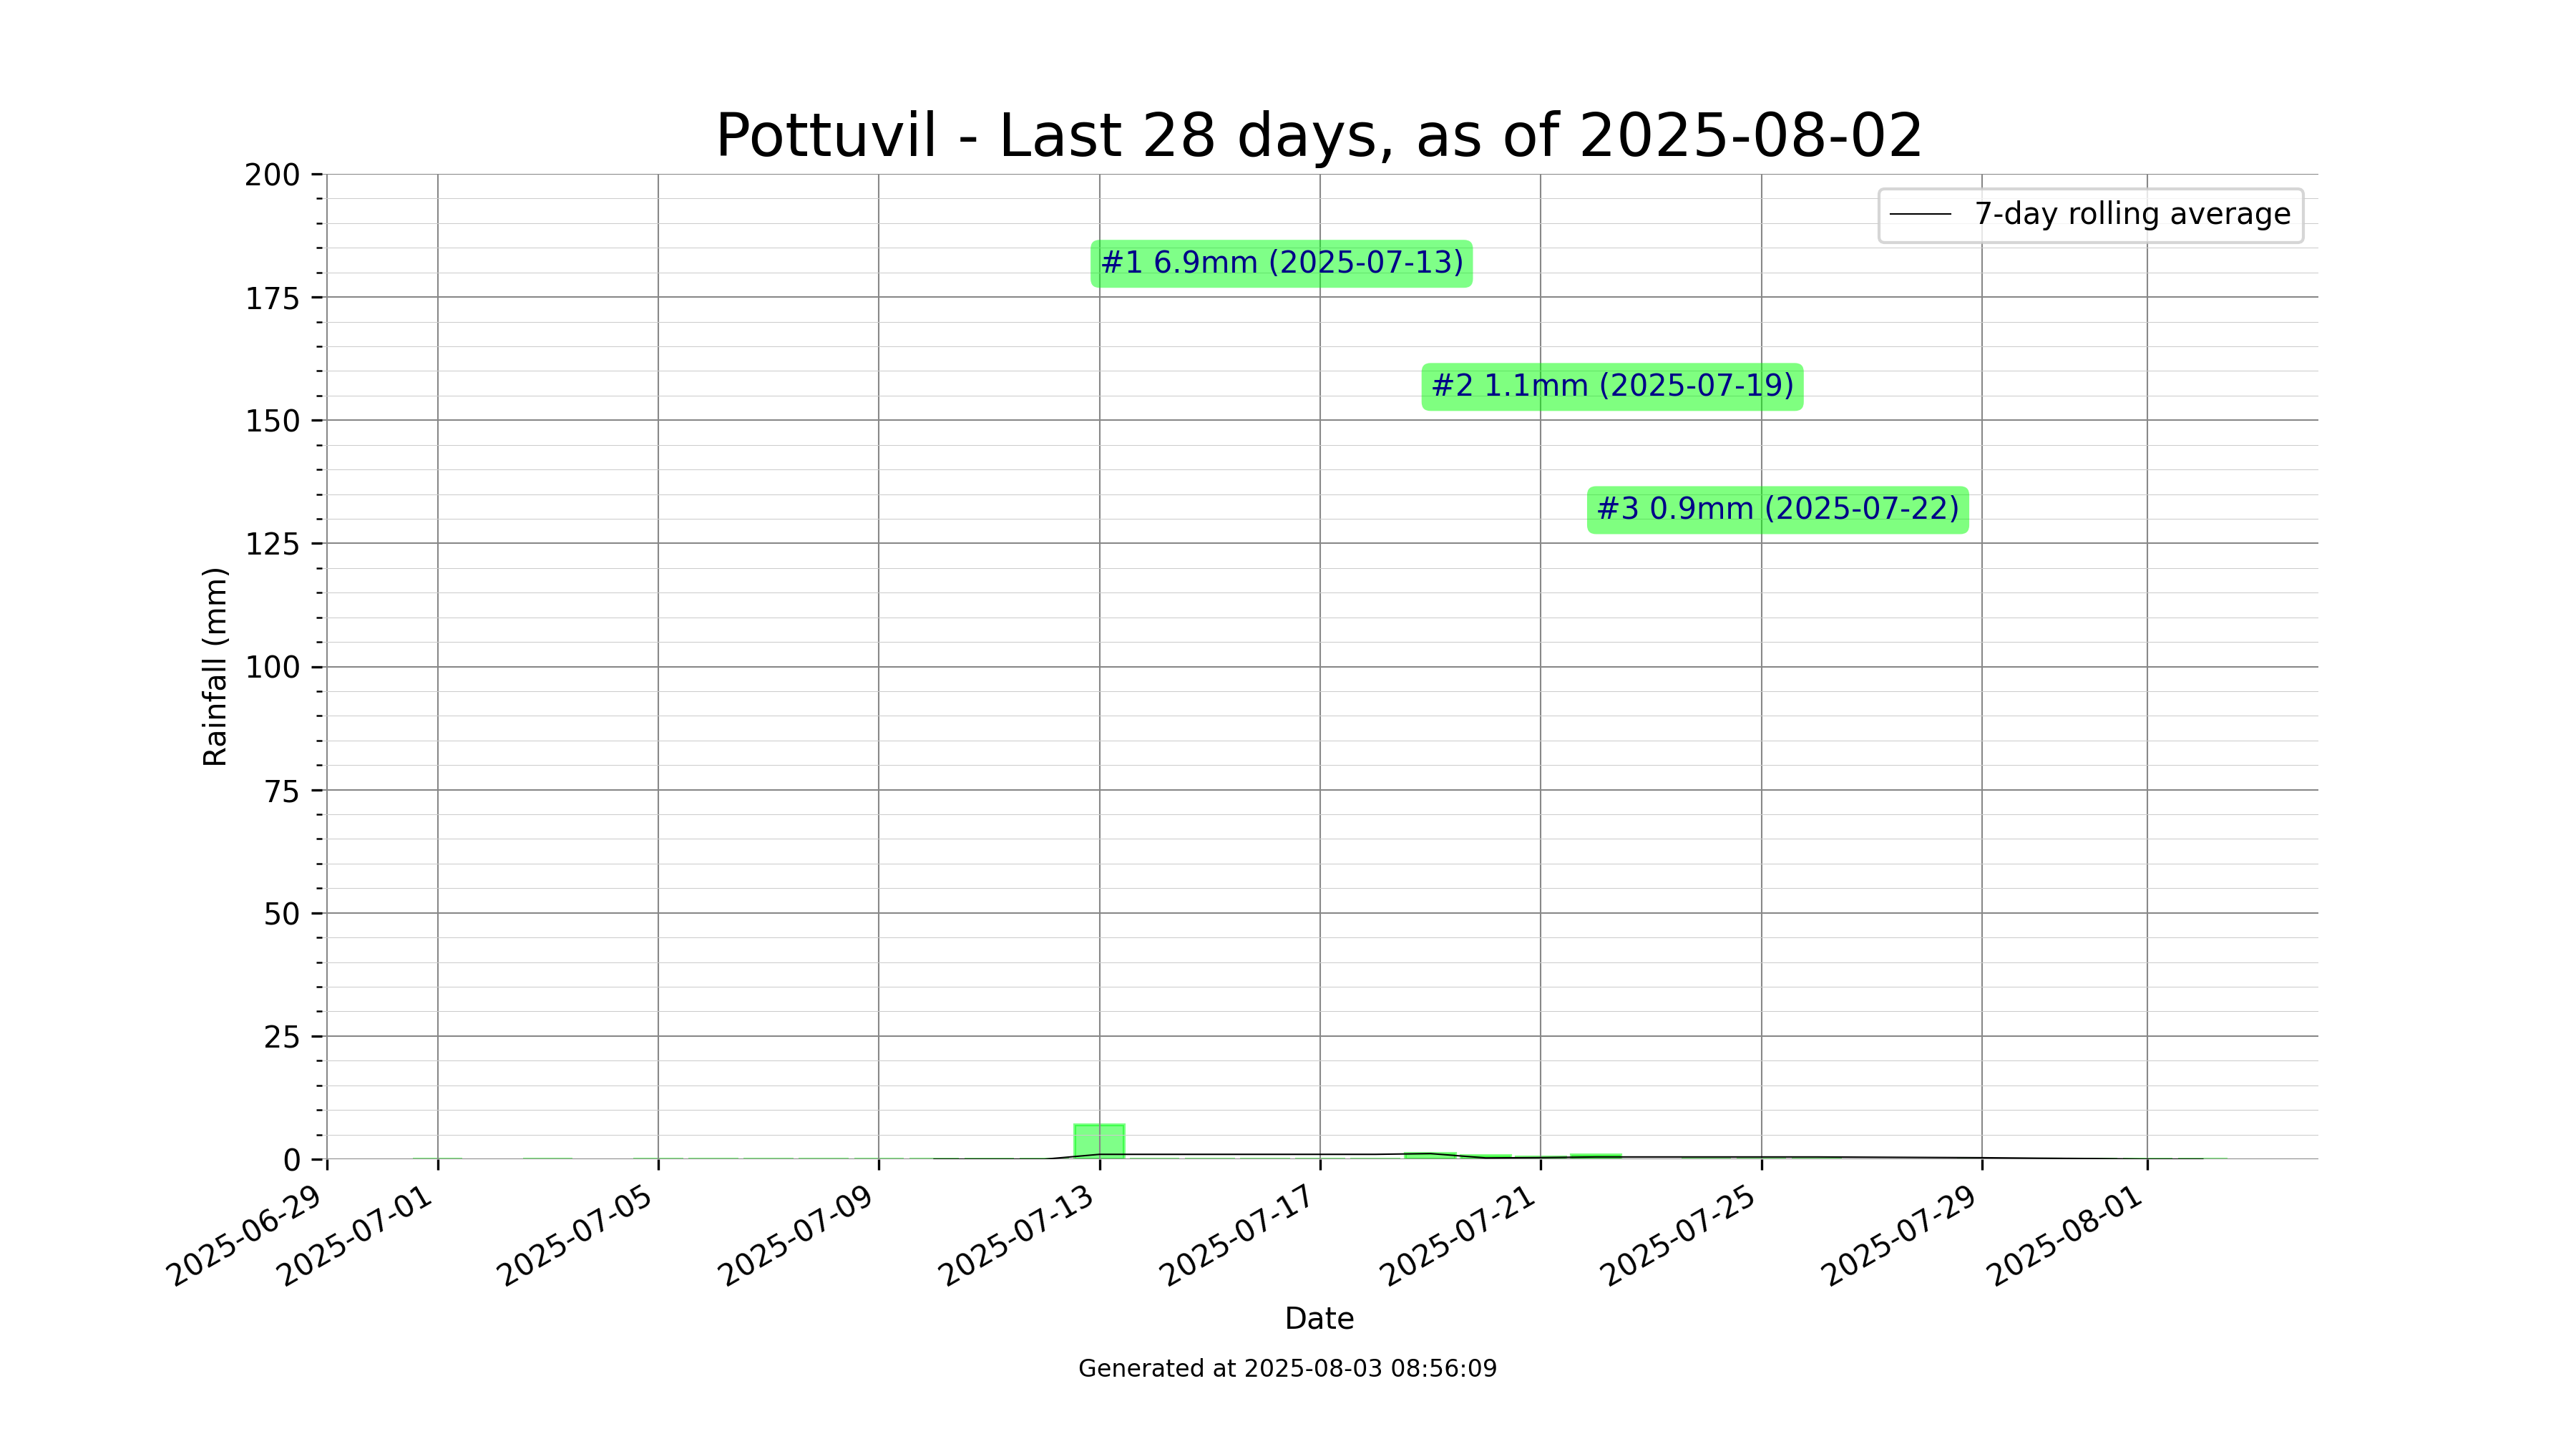 Pottuvil - Last 28 days, as of 2025-08-02
200
175
150
125
100
75
50
25
0
Rainfall (mm)
7-day rolling average
#1 6.9mm (2025-07-13)
#2 1.1mm (2025-07-19)
#3 0.9mm (2025-07-22)
2025-06-29
2025-07-01
2025-07-05
2025-07-09
2025-07-13
2025-07-17
2025-07-21
2025-07-25
2025-07-29
2025-08-01
Date
Generated at 2025-08-03 08:56:09